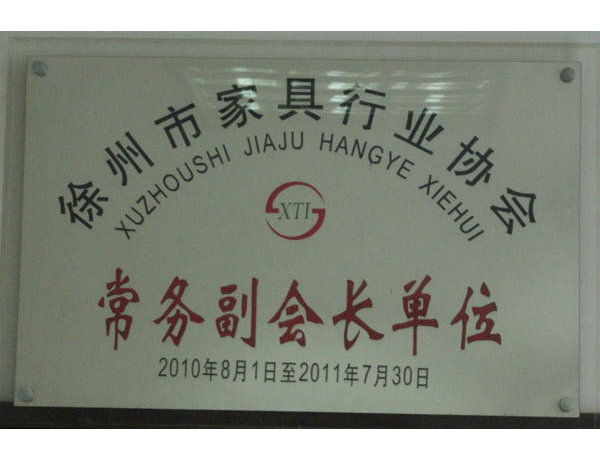 徐州市家具行业协会
XUZHOUSHI JIAJU HANGYE XIEHUI
XTI
常务副会长单位
2010年8月1日至2011年7月30日